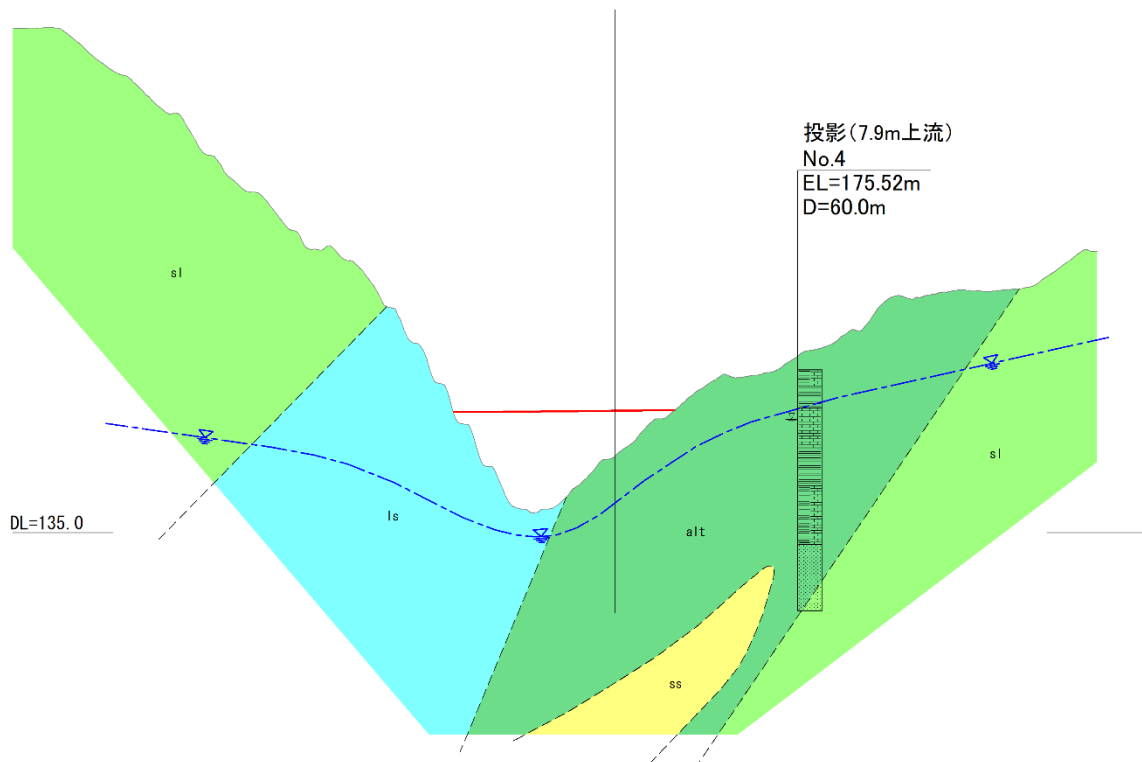 投影(7.9m上流)
No.4
EL=175.52m
D=60.0m
sl
sl
ls
alt
DL=135.0
ss